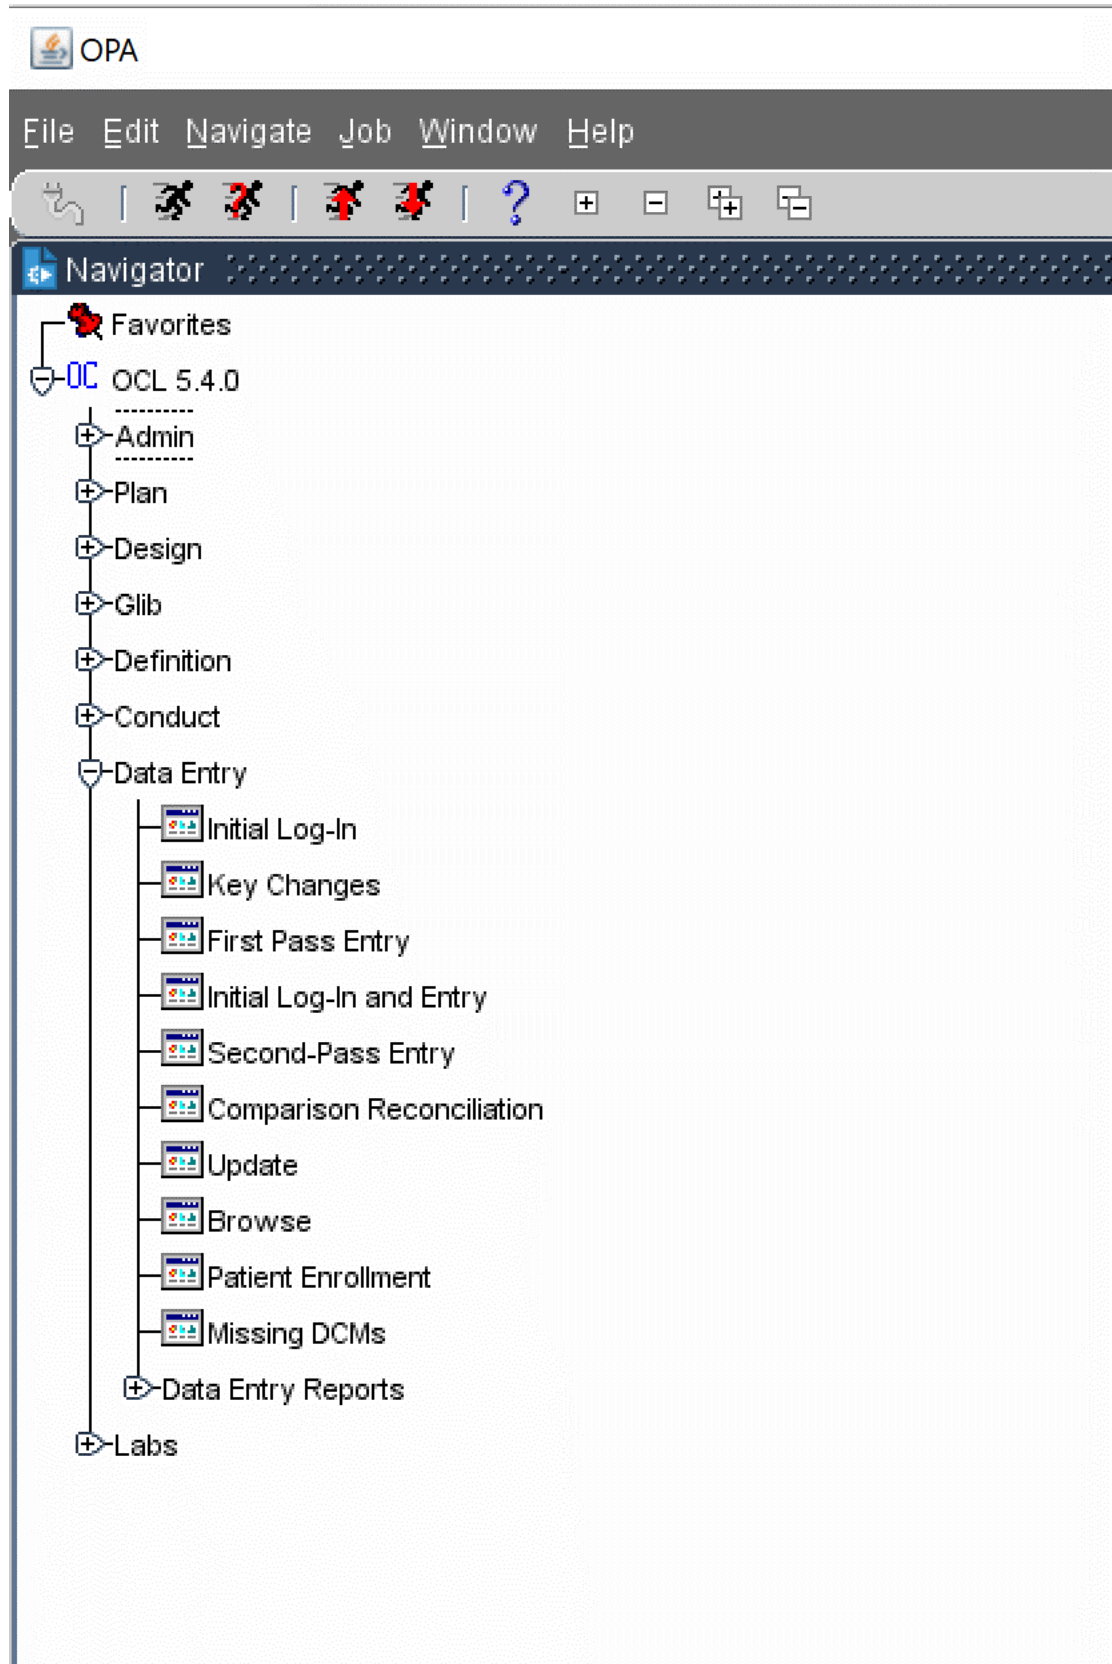 OPA
File Edit Navigate Job Window Help
Navigator
Favorites
OC OCL 5.4.0
Admin
Plan
Design
Glib
Definition
Conduct
Data Entry
Initial Log-In
Key Changes
First Pass Entry
Initial Log-In and Entry
Second-Pass Entry
Comparison Reconciliation
Update
Browse
Patient Enrollment
Missing DCMs
Data Entry Reports
Labs